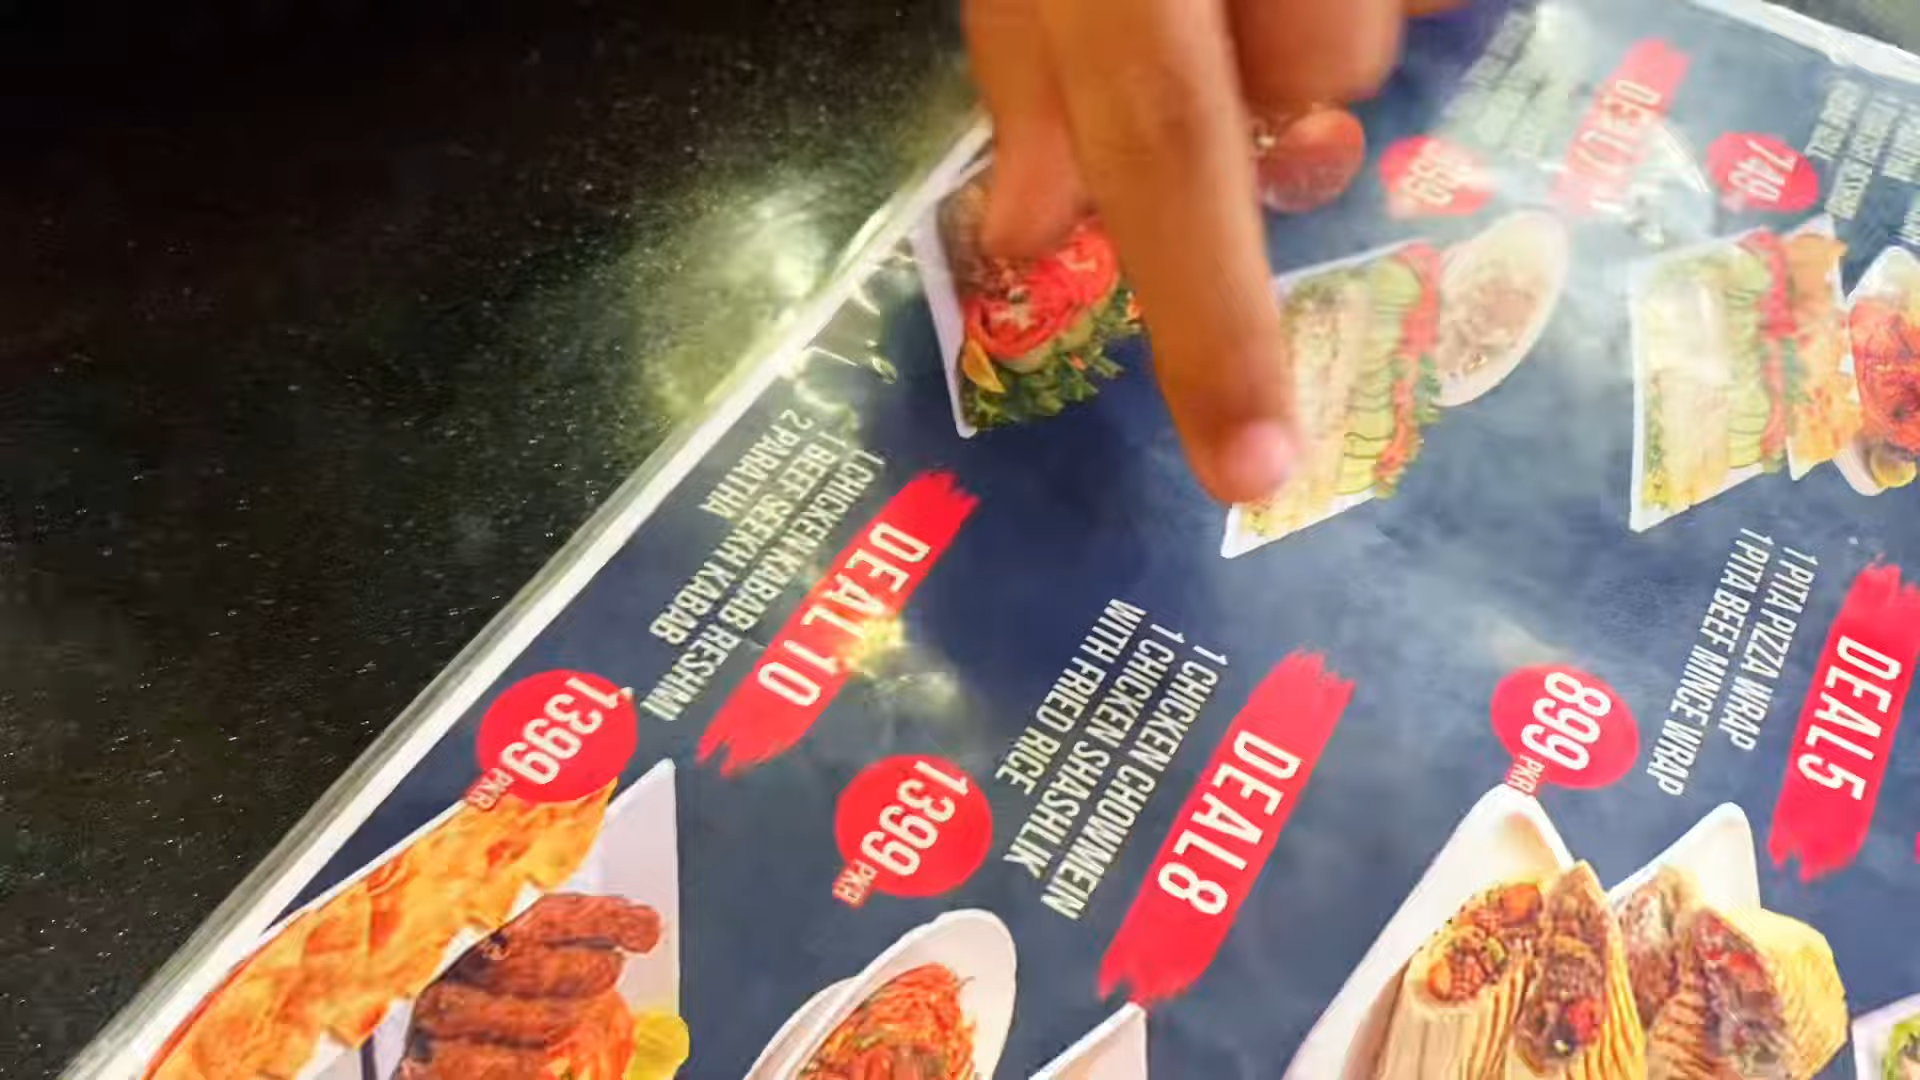 749
DEAL 5
1 PITA PIZZA WRAP
1 PITA BEEF MINCE WRAP
899 PKR
DEAL 8
1 CHICKEN CHOWMEIN
1 CHICKEN SHASHLIK
WITH FRIED RICE
1399 PKR
DEAL 10
1 CHICKEN KABAB RESHMI
1 BEEF SEEKH KABAB
2 PARATHA
1399 PKR